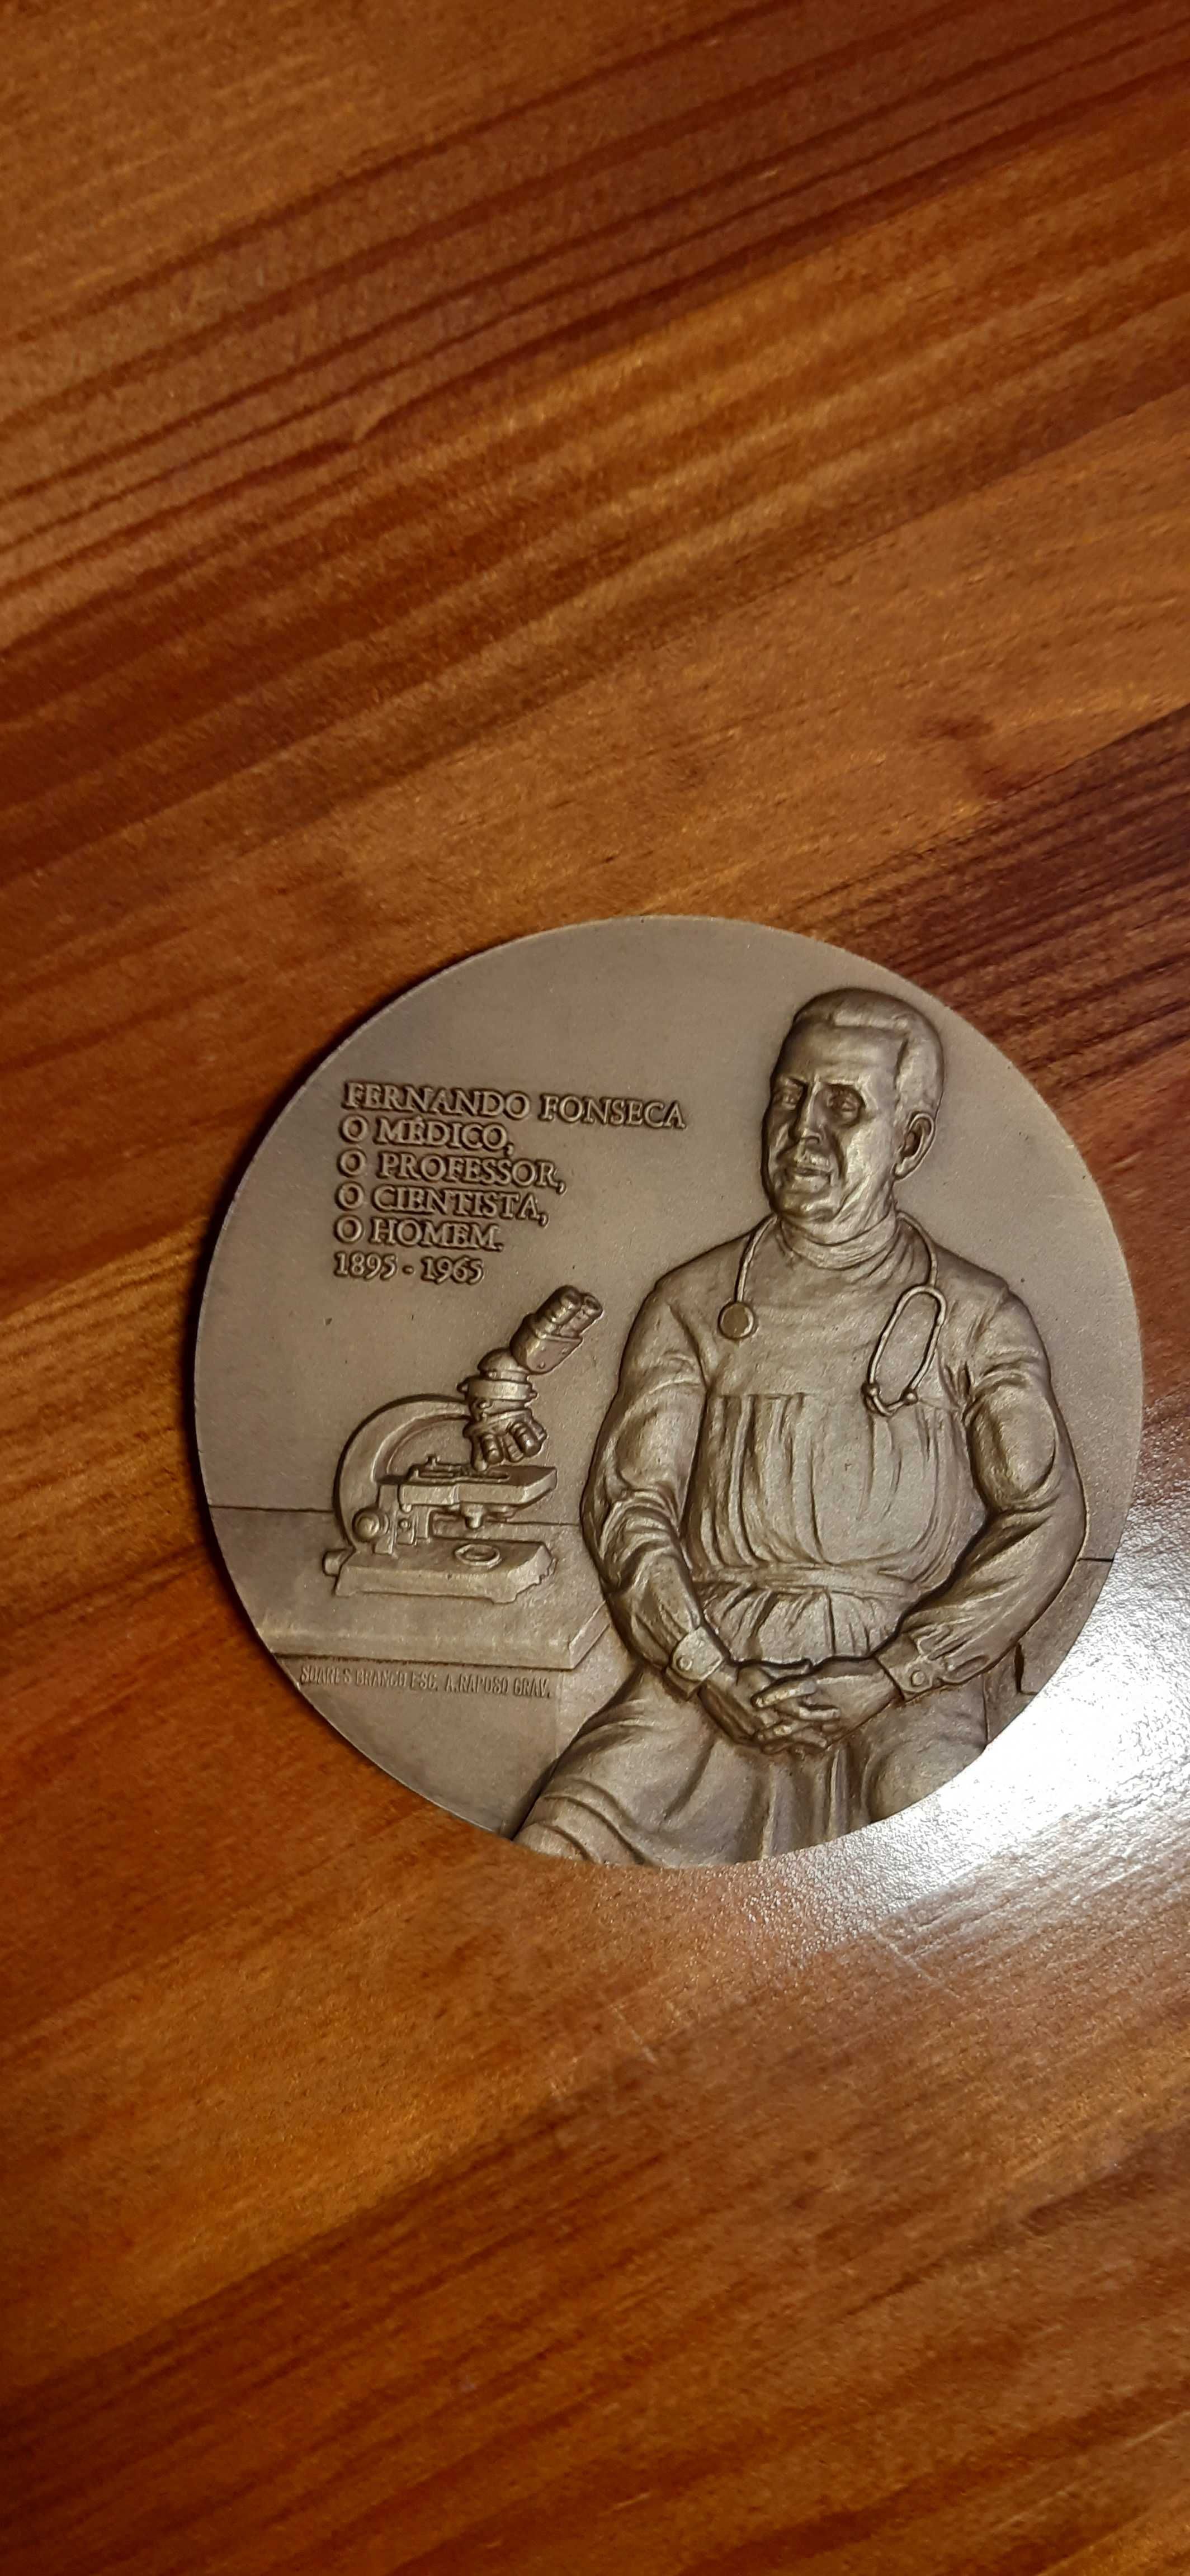 FERNANDO FONSECA
O MÉDICO,
O PROFESSOR,
O CIENTISTA,
O HOMEM.
1895 - 1965
SOARES BRANCO ESC. A.RAPOSO GRAV.